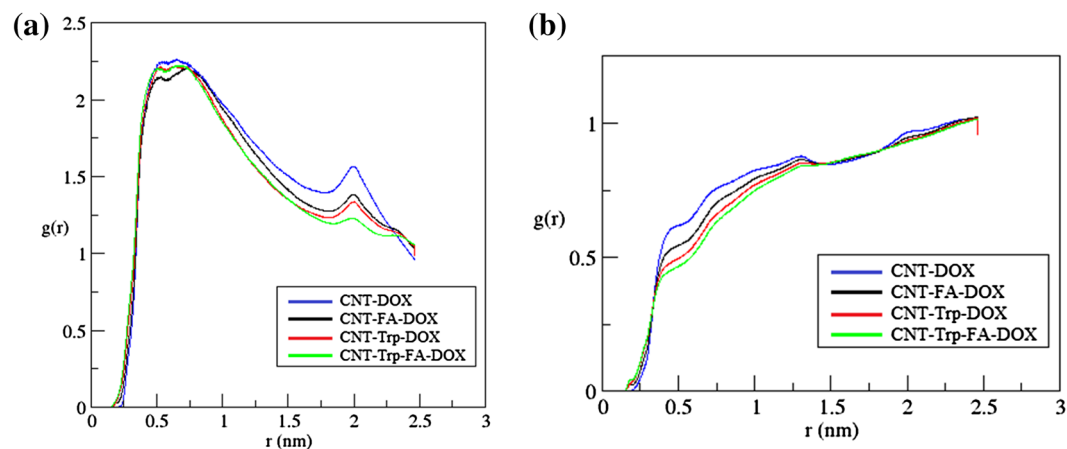 (a)
2.5
2
1.5
1
0.5
0
g(r)
0 0.5 1 1.5 2 2.5 3
r (nm)
CNT-DOX
CNT-FA-DOX
CNT-Trp-DOX
CNT-Trp-FA-DOX
(b)
1
0.5
0
g(r)
0 0.5 1 1.5 2 2.5 3
r (nm)
CNT-DOX
CNT-FA-DOX
CNT-Trp-DOX
CNT-Trp-FA-DOX